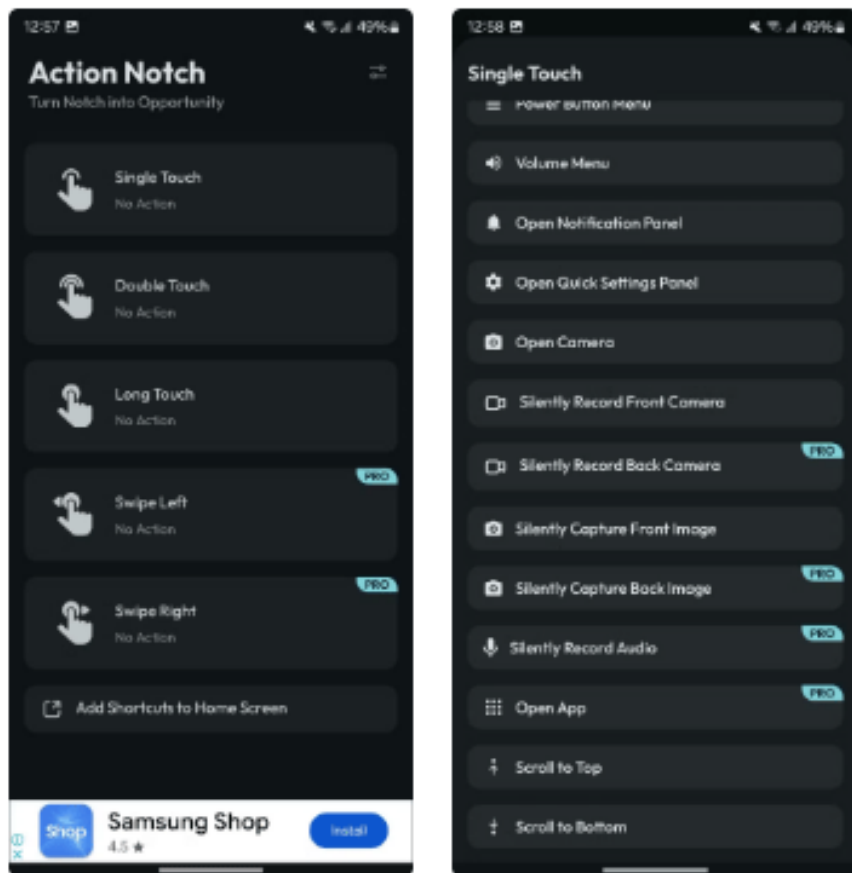 12:57
49%
Action Notch
Turn Notch into Opportunity
Single Touch
No Action
Double Touch
No Action
Long Touch
No Action
PRO
Swipe Left
No Action
PRO
Swipe Right
No Action
Add Shortcuts to Home Screen
Shop
Samsung Shop
4.5 ★
Install
12:58
49%
Single Touch
Power Button Menu
Volume Menu
Open Notification Panel
Open Quick Settings Panel
Open Camera
Silently Record Front Camera
PRO
Silently Record Back Camera
Silently Capture Front Image
PRO
Silently Capture Back Image
PRO
Silently Record Audio
PRO
Open App
Scroll to Top
Scroll to Bottom